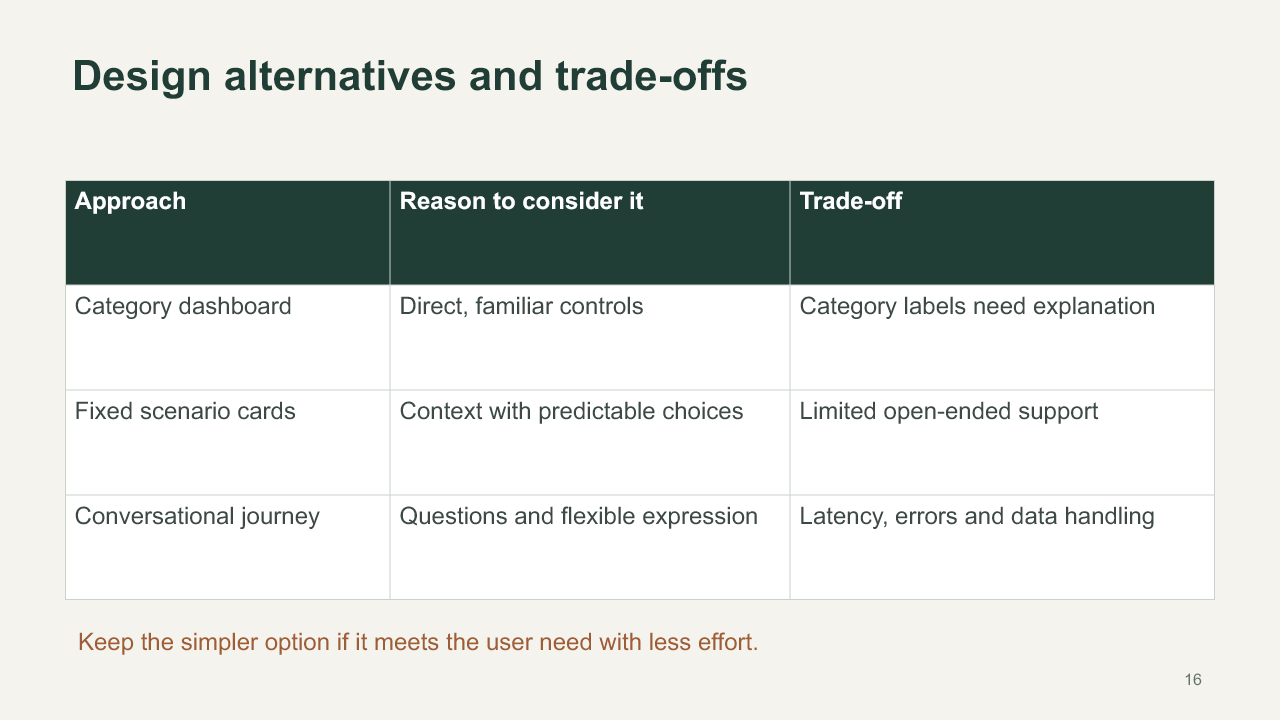 Design alternatives and trade-offs
Approach
Reason to consider it
Trade-off
Category dashboard
Direct, familiar controls
Category labels need explanation
Fixed scenario cards
Context with predictable choices
Limited open-ended support
Conversational journey
Questions and flexible expression
Latency, errors and data handling
Keep the simpler option if it meets the user need with less effort.
16